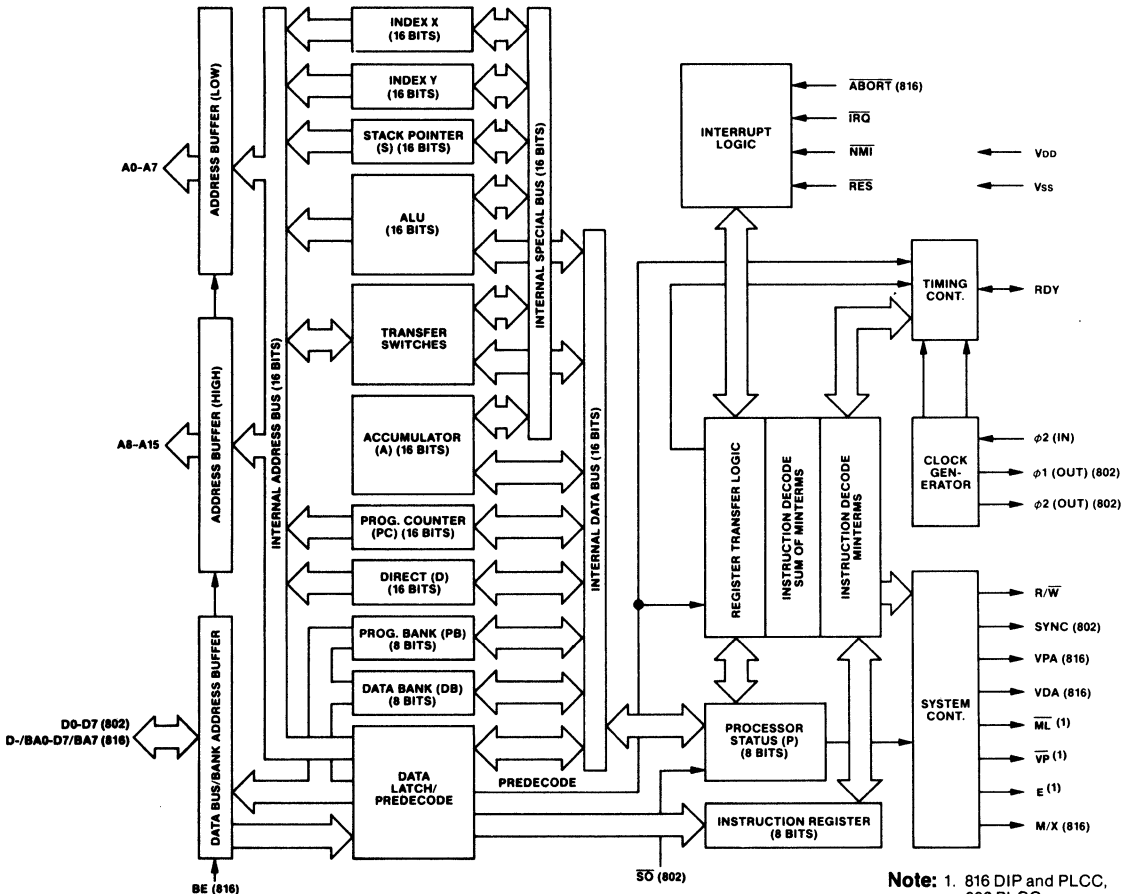 INDEX X
(16 BITS)
INDEX Y
(16 BITS)
STACK POINTER
(S) (16 BITS)
ALU
(16 BITS)
TRANSFER
SWITCHES
ACCUMULATOR
(A) (16 BITS)
PROG. COUNTER
(PC) (16 BITS)
DIRECT (D)
(16 BITS)
PROG. BANK (PB)
(8 BITS)
DATA BANK (DB)
(8 BITS)
DATA
LATCH/
PREDECODE
PREDECODE
A0-A7
A8-A15
D0-D7 (802)
D-/BA0-D7/BA7 (816)
BE (816)
ADDRESS BUFFER (LOW)
ADDRESS BUFFER (HIGH)
DATA BUS/BANK ADDRESS BUFFER
INTERNAL ADDRESS BUS (16 BITS)
INTERNAL SPECIAL BUS (16 BITS)
INTERNAL DATA BUS (16 BITS)
INTERRUPT
LOGIC
ABORT (816)
IRQ
NMI
RES
VDD
VSS
TIMING
CONT.
RDY
CLOCK
GEN-
ERATOR
φ2 (IN)
φ1 (OUT) (802)
φ2 (OUT) (802)
REGISTER TRANSFER LOGIC
INSTRUCTION DECODE
SUM OF MINTERMS
INSTRUCTION DECODE
MINTERMS
SYSTEM
CONT.
R/W
SYNC (802)
VPA (816)
VDA (816)
ML (1)
VP (1)
E (1)
M/X (816)
PROCESSOR
STATUS (P)
(8 BITS)
INSTRUCTION REGISTER
(8 BITS)
SO (802)
Note: 1. 816 DIP and PLCC,